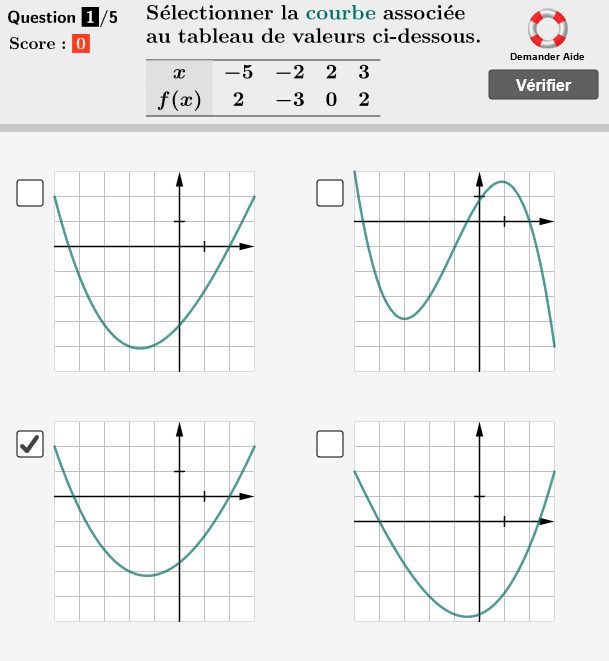 Question 1/5
Score : 0
Sélectionner la courbe associée
au tableau de valeurs ci-dessous.
x −5 −2 2 3
f(x) 2 −3 0 2
Demander Aide
Vérifier